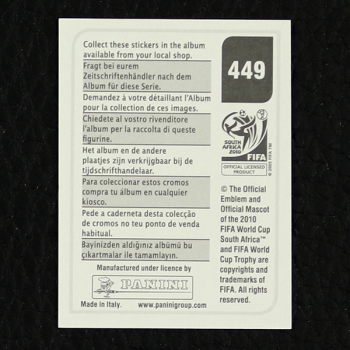 Collect these stickers in the album
available from your local shop.
Fragt bei eurem
Zeitschriftenhändler nach dem
Album für diese Serie.
Demandez à votre détaillant l'Album
pour la collection de ces images.
Chiedete al vostro rivenditore
l'album per la raccolta di queste
figurine.
Het album en de andere
plaatjes zijn verkrijgbaar bij de
tijdschrifthandelaar.
Para coleccionar estos cromos
compra tu álbum en cualquier
kiosco.
Pede a caderneta desta colecção
de cromos no teu ponto de venda
habitual.
Bayinizden aldığınız albümü bu
çıkartmalar ile tamamlayın.
Manufactured under licence by
PANINI
Made in Italy.
www.paninigroup.com
449
SOUTH AFRICA
2010
FIFA
OFFICIAL LICENSED
PRODUCT
© The Official
Emblem and
Official Mascot
of the 2010
FIFA World Cup
South Africa™
and FIFA World
Cup Trophy are
copyrights and
trademarks of
FIFA. All rights
reserved.